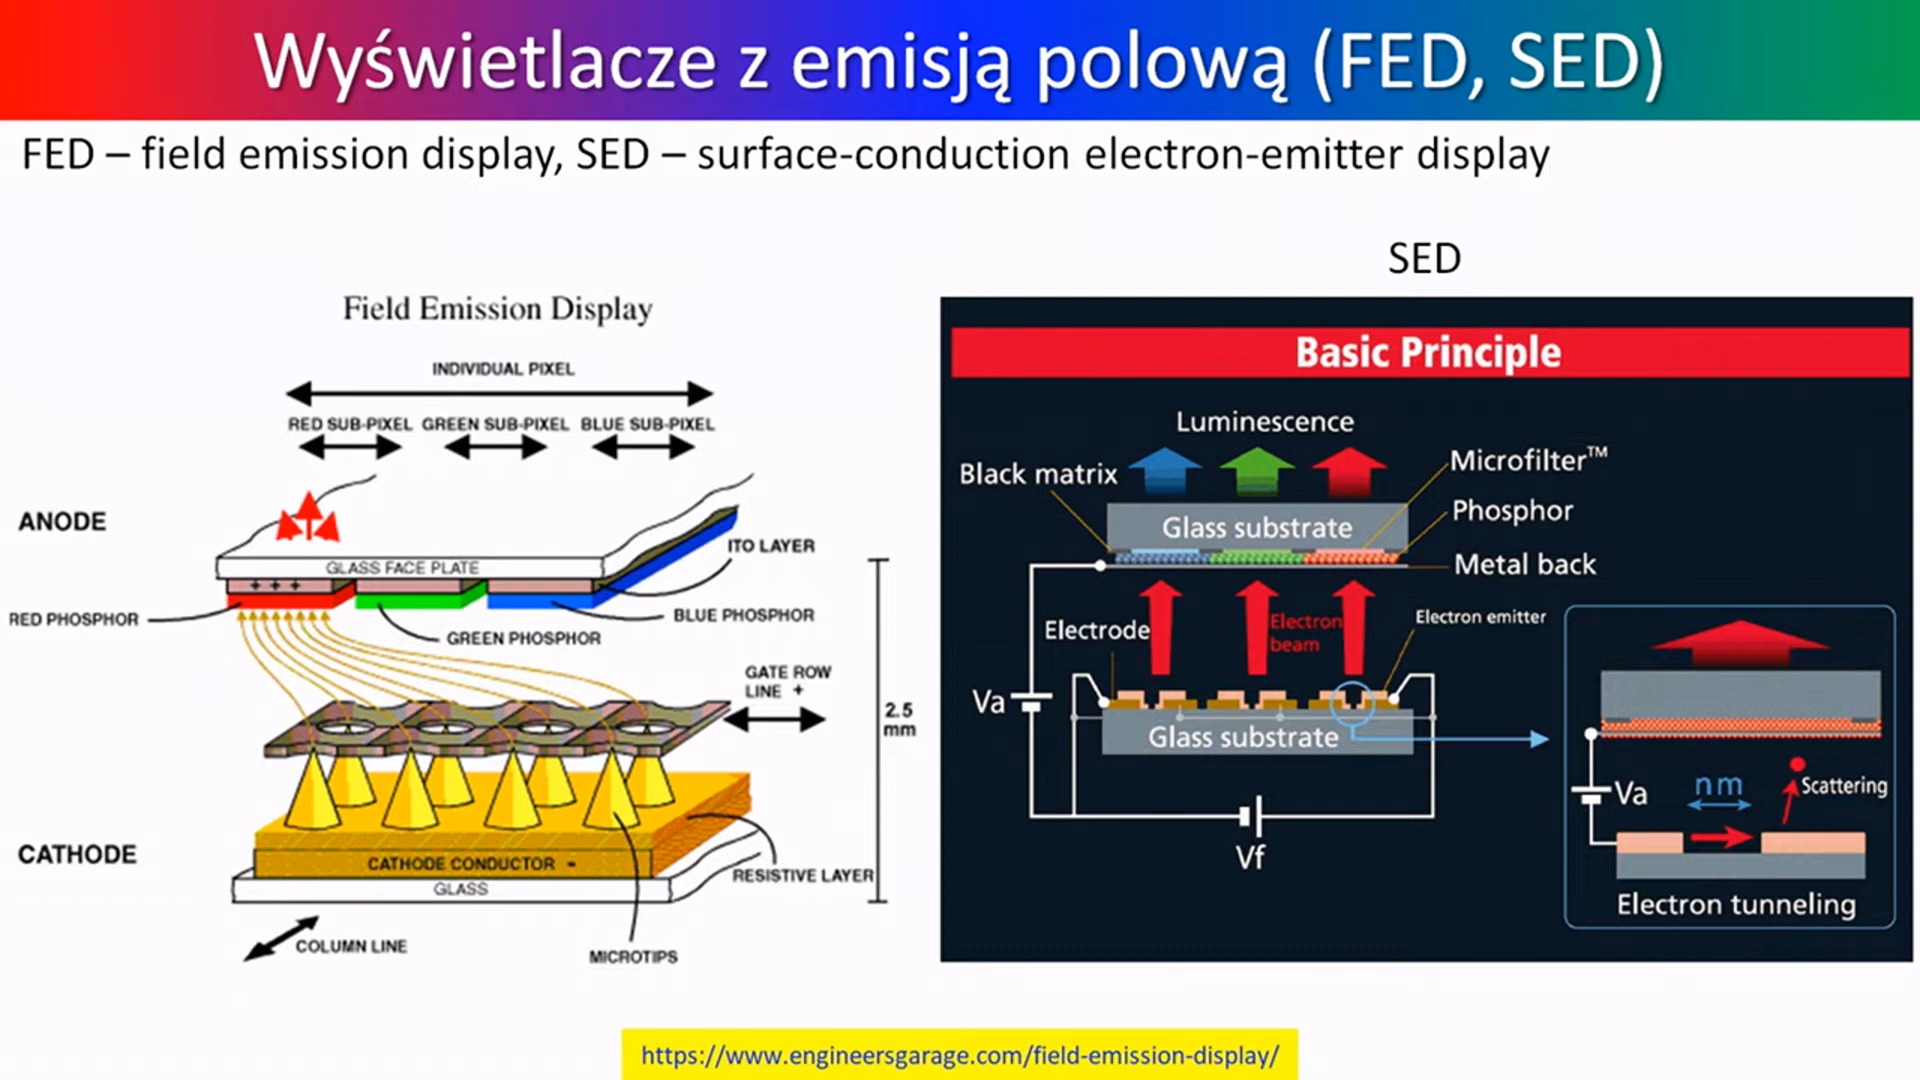 Wyświetlacze z emisją polową (FED, SED)
FED – field emission display, SED – surface-conduction electron-emitter display
Field Emission Display
INDIVIDUAL PIXEL
RED SUB-PIXEL GREEN SUB-PIXEL BLUE SUB-PIXEL
ANODE
ITO LAYER
GLASS FACE PLATE
+ + +
RED PHOSPHOR
BLUE PHOSPHOR
GREEN PHOSPHOR
GATE ROW
LINE +
2.5
mm
CATHODE
CATHODE CONDUCTOR -
RESISTIVE LAYER
GLASS
COLUMN LINE
MICROTIPS
SED
Basic Principle
Luminescence
Black matrix
Microfilter™
Glass substrate
Phosphor
Metal back
Electrode
Electron
beam
Electron emitter
Va
Glass substrate
Vf
Va
nm
Scattering
Electron tunneling
https://www.engineersgarage.com/field-emission-display/